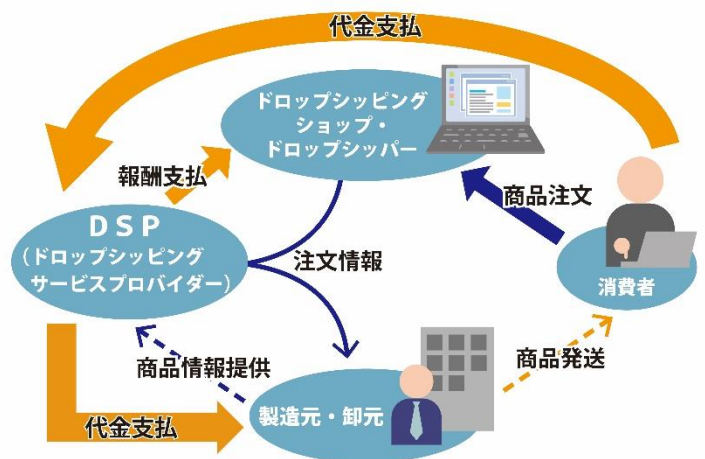 代金支払
ドロップシッピング
ショップ・
ドロップシッパー
報酬支払
商品注文
DSP
（ドロップシッピング
サービスプロバイダー）
注文情報
消費者
商品情報提供
商品発送
製造元・卸元
代金支払